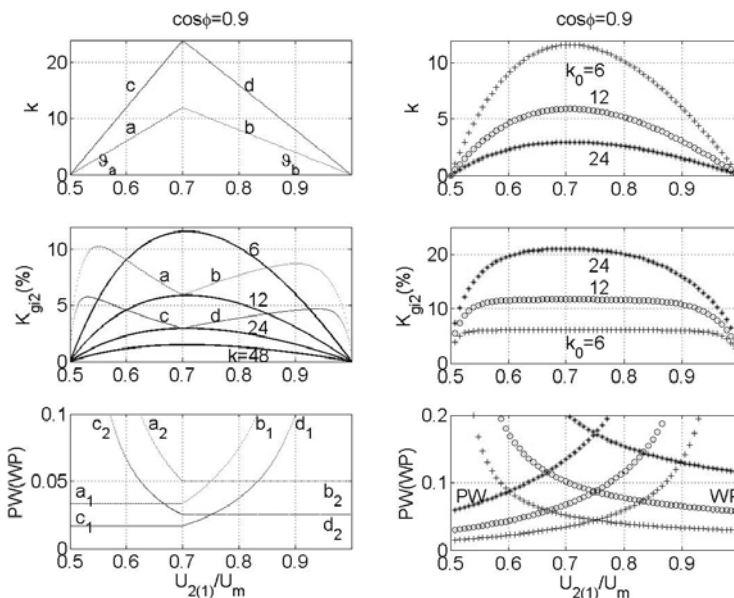 cosϕ=0.9
k
20
10
0
c
d
a
b
ϑa
ϑb
0.5 0.6 0.7 0.8 0.9
cosϕ=0.9
k
10
5
0
k0=6
12
24
0.5 0.6 0.7 0.8 0.9
Kgi2(%)
10
5
0
a
b
6
12
c
d
24
k=48
0.5 0.6 0.7 0.8 0.9
Kgi2(%)
20
10
0
24
12
k0=6
0.5 0.6 0.7 0.8 0.9
PW(WP)
0.1
0.05
0
c2 a2 b1 d1
a1
b2
c1
d2
0.5 0.6 0.7 0.8 0.9
U2(1)/Um
PW(WP)
0.2
0.1
0
PW
0.5 0.6 0.7 0.8 0.9
U2(1)/Um